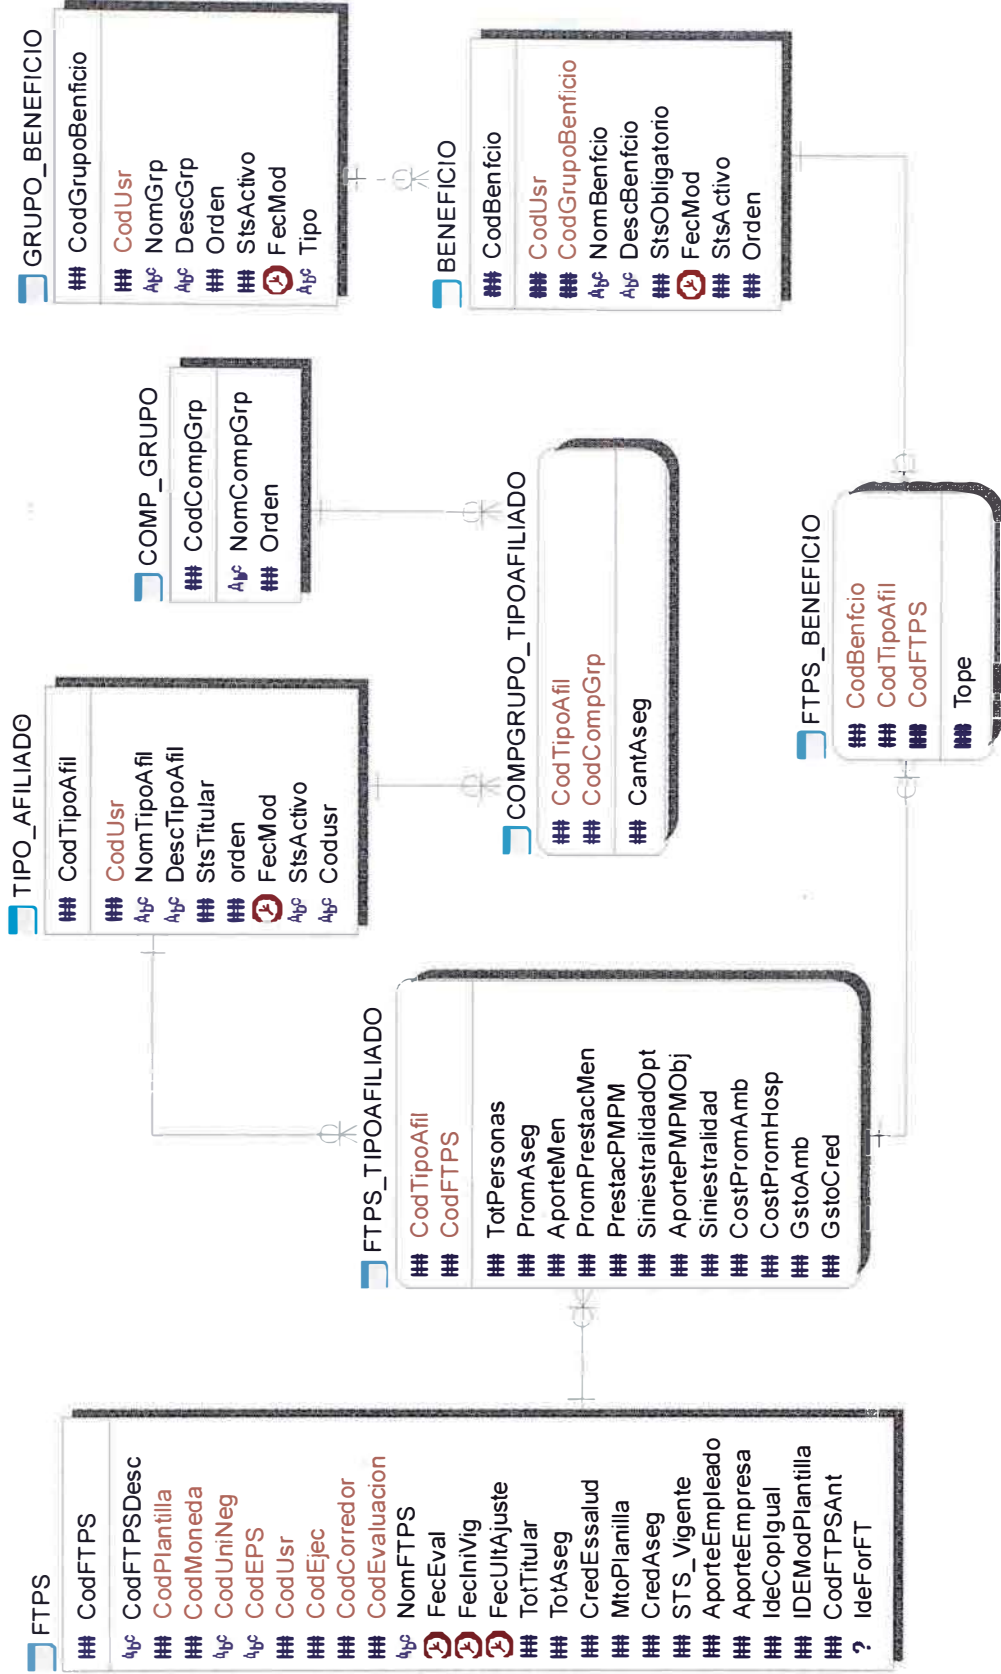 FTPS
CodFTPS
CodFTPSDesc
CodPlantilla
CodMoneda
CodUniNeg
CodEPS
CodUsr
CodEjec
CodCorredor
CodEvaluacion
NomFTPS
FecEval
FecIniVig
FecUltAjuste
TotTitular
TotAseg
CredEssalud
MtoPlanilla
CredAseg
STS_Vigente
AporteEmpleado
AporteEmpresa
IdeCopIgual
IDEModPlantilla
CodFTPSAnt
? IdeForFT
TIPO_AFILIADO
CodTipoAfil
CodUsr
NomTipoAfil
DescTipoAfil
StsTitular
orden
FecMod
StsActivo
Codusr
FTPS_TIPOAFILIADO
CodTipoAfil
CodFTPS
TotPersonas
PromAseg
AporteMen
PromPrestacMen
PrestacPMPM
SiniestralidadOpt
AportePMPMObj
Siniestralidad
CostPromAmb
CostPromHosp
GstoAmb
GstoCred
COMP_GRUPO
CodCompGrp
NomCompGrp
Orden
COMPGRUPO_TIPOAFILIADO
CodTipoAfil
CodCompGrp
CantAseg
FTPS_BENEFICIO
CodBenfcio
CodTipoAfil
CodFTPS
Tope
GRUPO_BENEFICIO
CodGrupoBenficio
CodUsr
NomGrp
DescGrp
Orden
StsActivo
FecMod
Tipo
BENEFICIO
CodBenfcio
CodUsr
CodGrupoBenficio
NomBenfcio
DescBenfcio
StsObligatorio
FecMod
StsActivo
Orden